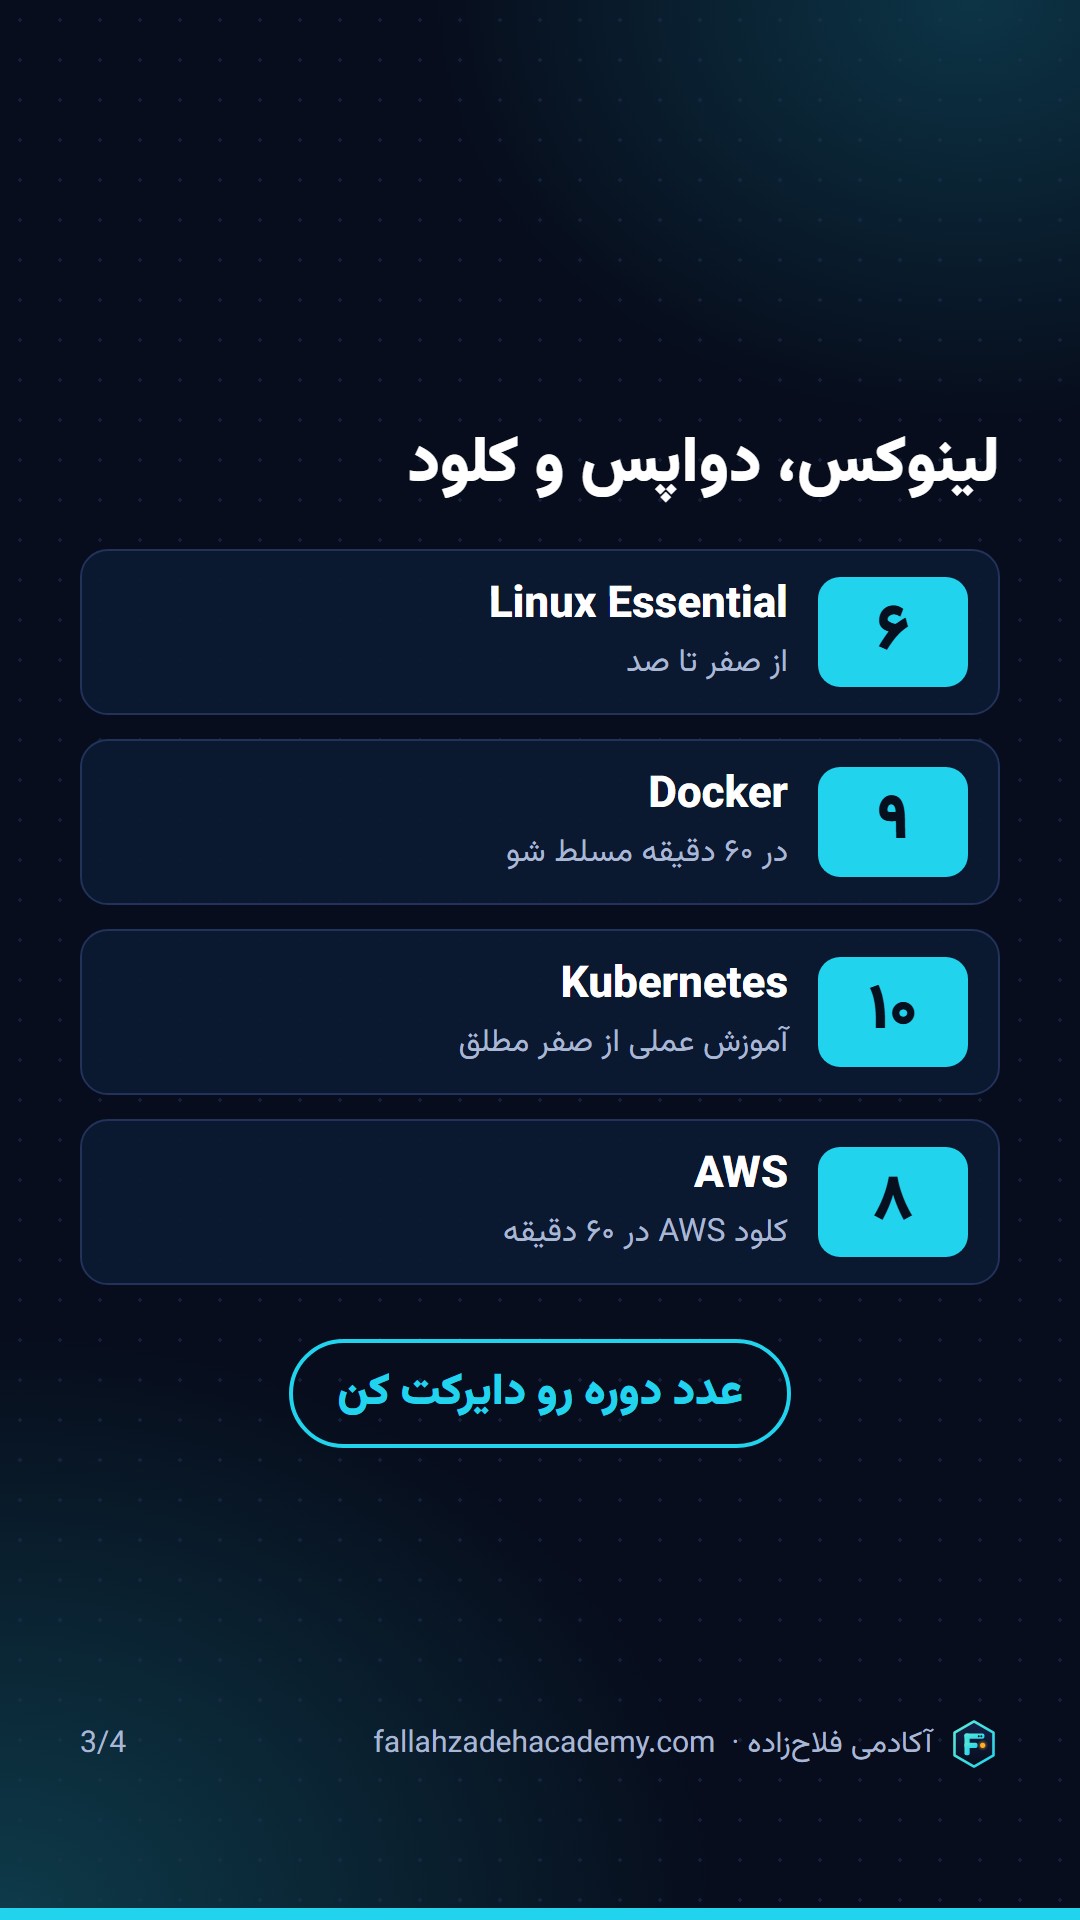 لینوکس، دواپس و کلود
۶
Linux Essential
از صفر تا صد
۹
Docker
در ۶۰ دقیقه مسلط شو
۱۰
Kubernetes
آموزش عملی از صفر مطلق
۸
AWS
کلود AWS در ۶۰ دقیقه
عدد دوره رو دایرکت کن
آکادمی فلاح‌زاده · fallahzadehacademy.com
3/4